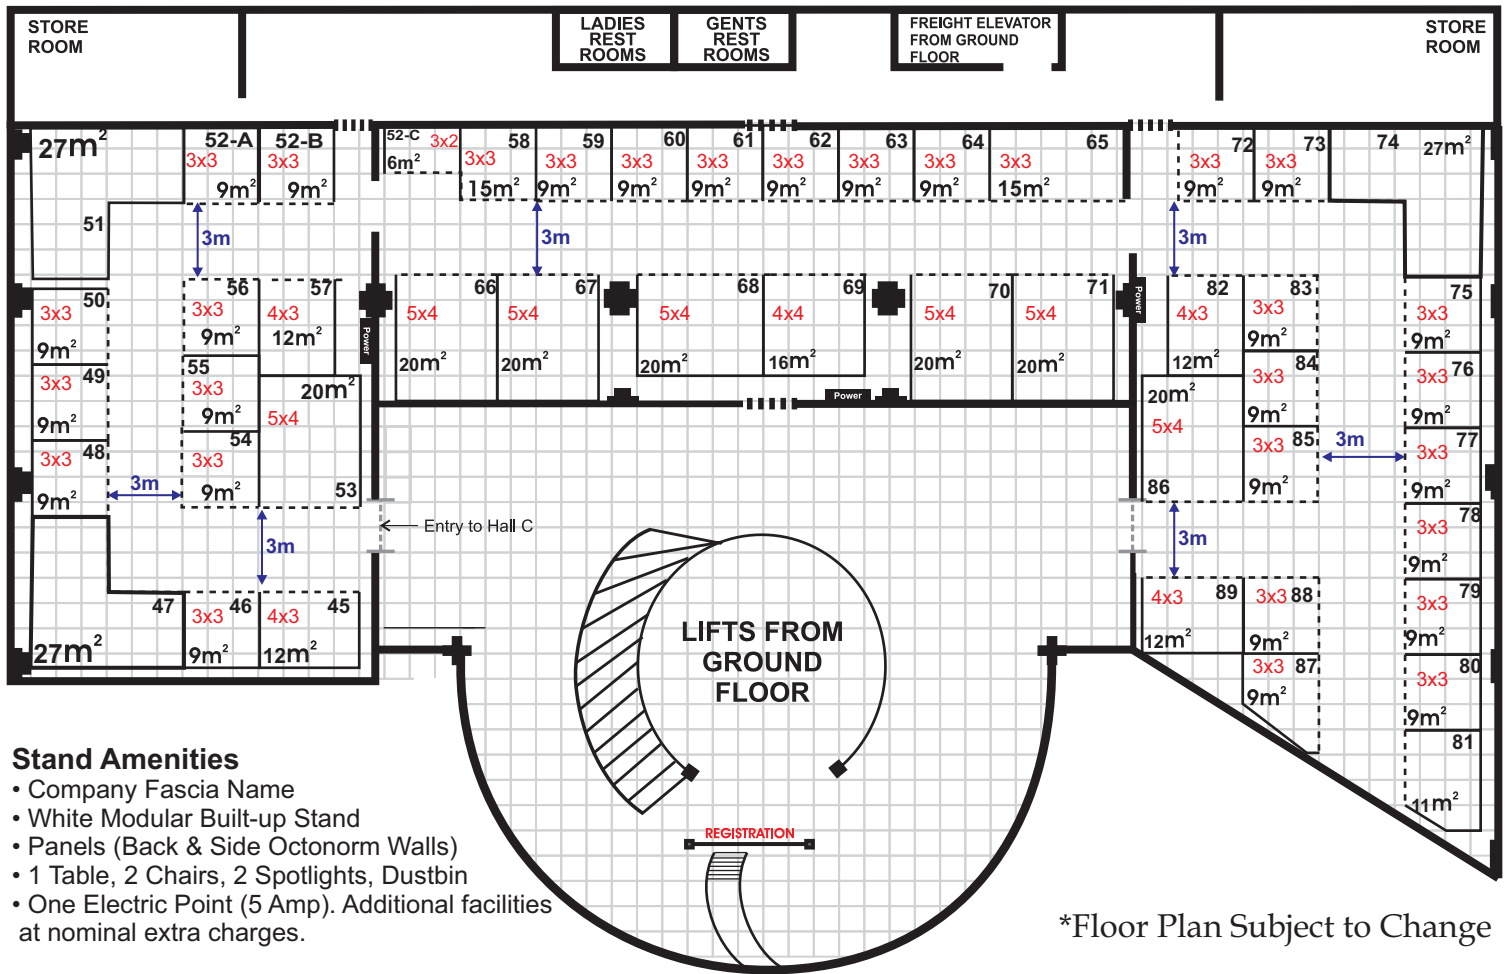 STORE
ROOM
LADIES
REST
ROOMS
GENTS
REST
ROOMS
FREIGHT ELEVATOR
FROM GROUND
FLOOR
STORE
ROOM
27m²
51
52-A
3x3
9m²
52-B
3x3
9m²
52-C
3x2
6m²
58
3x3
15m²
59
3x3
9m²
60
3x3
9m²
61
3x3
9m²
62
3x3
9m²
63
3x3
9m²
64
3x3
9m²
65
3x3
15m²
72
3x3
9m²
73
3x3
9m²
74
27m²
3m
3m
3m
50
3x3
9m²
49
3x3
9m²
48
3x3
9m²
56
3x3
9m²
57
4x3
12m²
55
3x3
9m²
54
3x3
9m²
20m²
5x4
53
Power
66
5x4
20m²
67
5x4
20m²
68
5x4
20m²
69
4x4
16m²
70
5x4
20m²
71
5x4
20m²
Power
Power
82
4x3
12m²
83
3x3
9m²
84
3x3
9m²
85
3x3
9m²
20m²
5x4
86
75
3x3
9m²
76
3x3
9m²
77
3x3
9m²
78
3x3
9m²
79
3x3
9m²
80
3x3
9m²
81
11m²
3m
3m
3m
3m
Entry to Hall C
47
27m²
46
3x3
9m²
45
4x3
12m²
89
4x3
12m²
88
3x3
9m²
87
3x3
9m²
LIFTS FROM
GROUND
FLOOR
REGISTRATION
Stand Amenities
• Company Fascia Name
• White Modular Built-up Stand
• Panels (Back & Side Octonorm Walls)
• 1 Table, 2 Chairs, 2 Spotlights, Dustbin
• One Electric Point (5 Amp). Additional facilities
at nominal extra charges.
*Floor Plan Subject to Change